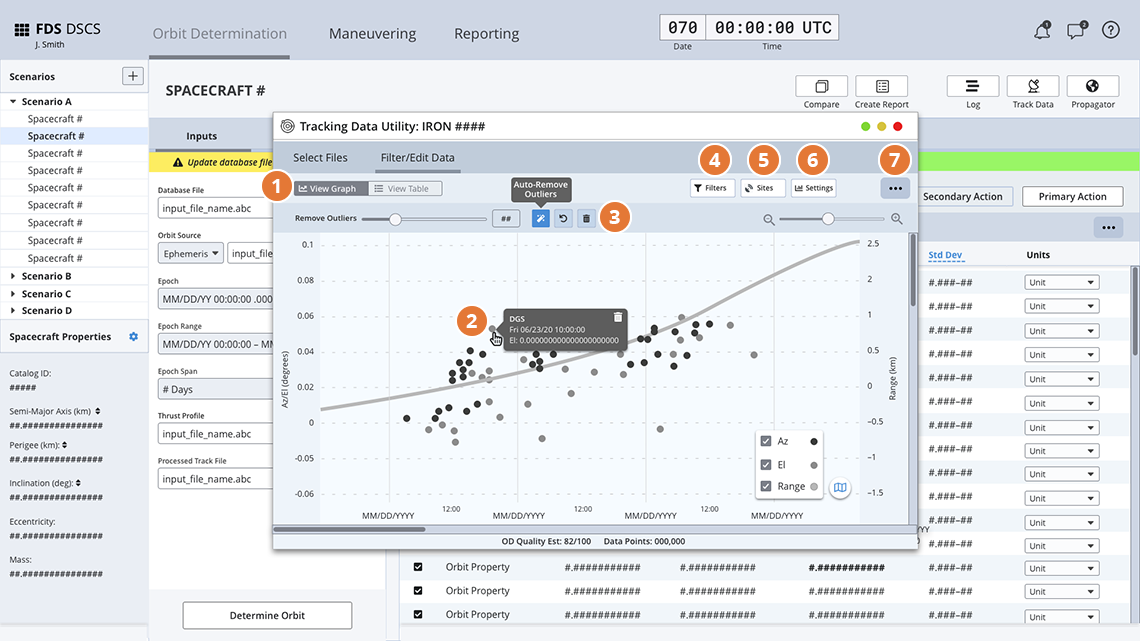 FDS DSCS
J. Smith
Orbit Determination
Maneuvering
Reporting
070 00:00:00 UTC
Date Time
1
2
?
Scenarios
+
Scenario A
Spacecraft #
Spacecraft #
Spacecraft #
Spacecraft #
Spacecraft #
Spacecraft #
Spacecraft #
Spacecraft #
Spacecraft #
Scenario B
Scenario C
Scenario D
Spacecraft Properties
Catalog ID:
#####
Semi-Major Axis (km)
##.###############
Perigee (km):
##.###############
Inclination (deg):
##.###############
Eccentricity:
##.###############
Mass:
##.###############
SPACECRAFT #
Compare
Create Report
Log
Track Data
Propagator
Inputs
Update database file
Database File
input_file_name.abc
Orbit Source
Ephemeris
input_file
Epoch
MM/DD/YY 00:00:00 .000
Epoch Range
MM/DD/YY 00:00:00 – M
Epoch Span
# Days
Thrust Profile
input_file_name.abc
Processed Track File
input_file_name.abc
Determine Orbit
Tracking Data Utility: IRON ####
Select Files
Filter/Edit Data
4
5
6
7
1
View Graph
View Table
Auto-Remove
Outliers
Filters
Sites
Settings
•••
Remove Outliers
##
3
0.1
0.08
0.06
0.04
0.02
0
-0.05
-0.06
Az/El (degrees)
2
DGS
Fri 06/23/20 10:00:00
El: 0.0000000000000000000000
2.5
2
1
0.5
0
−0.5
−1
−1.5
Range (km)
Az
El
Range
12:00
12:00
12:00
MM/DD/YYYY
MM/DD/YYYY
MM/DD/YYYY
MM/DD/YYYY
OD Quality Est: 82/100 Data Points: 000,000
Secondary Action
Primary Action
•••
Std Dev
Units
#.###–##
Unit
#.###–##
Unit
#.###–##
Unit
#.###–##
Unit
#.###–##
Unit
#.###–##
Unit
#.###–##
Unit
#.###–##
Unit
#.###–##
Unit
#.###–##
Unit
#.###–##
Unit
YY
#.###–##
Unit
Orbit Property #.########### #.########### #.########### #.###–## Unit
Orbit Property #.########### #.########### #.########### #.###–## Unit
Orbit Property #.########### #.########### #.########### #.###–## Unit